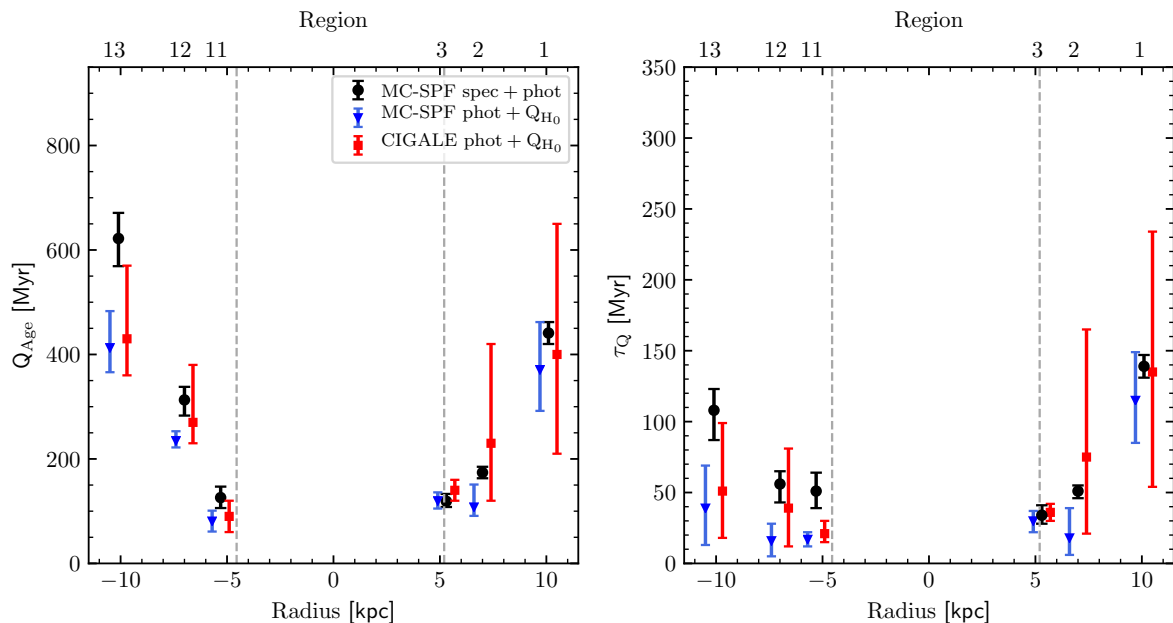 Region
13 12 11 3 2 1
MC-SPF spec + phot
MC-SPF phot + Q_H0
CIGALE phot + Q_H0
Q_Age [Myr]
800
600
400
200
0
−10 −5 0 5 10
Radius [kpc]
Region
13 12 11 3 2 1
τ_Q [Myr]
350
300
250
200
150
100
50
0
−10 −5 0 5 10
Radius [kpc]